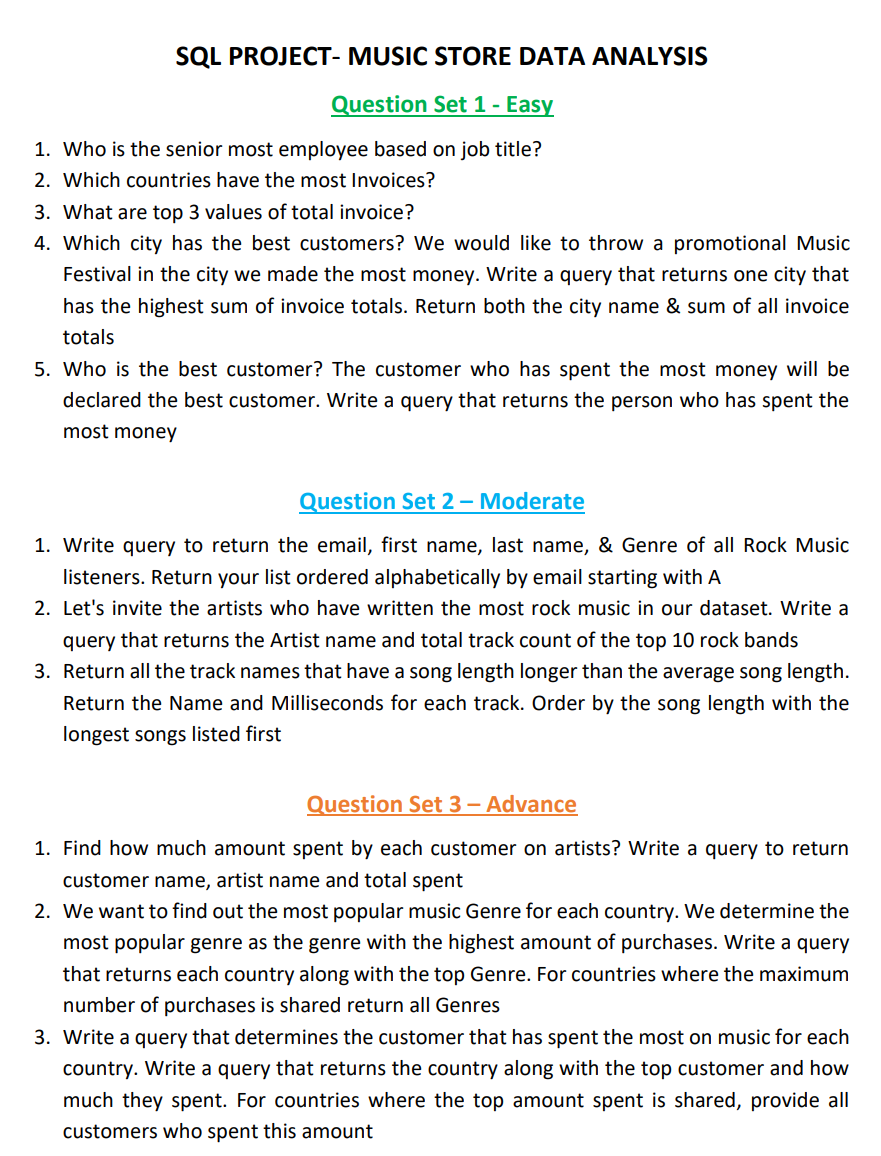 SQL PROJECT- MUSIC STORE DATA ANALYSIS
Question Set 1 - Easy
1. Who is the senior most employee based on job title?
2. Which countries have the most Invoices?
3. What are top 3 values of total invoice?
4. Which city has the best customers? We would like to throw a promotional Music
Festival in the city we made the most money. Write a query that returns one city that
has the highest sum of invoice totals. Return both the city name & sum of all invoice
totals
5. Who is the best customer? The customer who has spent the most money will be
declared the best customer. Write a query that returns the person who has spent the
most money
Question Set 2 – Moderate
1. Write query to return the email, first name, last name, & Genre of all Rock Music
listeners. Return your list ordered alphabetically by email starting with A
2. Let's invite the artists who have written the most rock music in our dataset. Write a
query that returns the Artist name and total track count of the top 10 rock bands
3. Return all the track names that have a song length longer than the average song length.
Return the Name and Milliseconds for each track. Order by the song length with the
longest songs listed first
Question Set 3 – Advance
1. Find how much amount spent by each customer on artists? Write a query to return
customer name, artist name and total spent
2. We want to find out the most popular music Genre for each country. We determine the
most popular genre as the genre with the highest amount of purchases. Write a query
that returns each country along with the top Genre. For countries where the maximum
number of purchases is shared return all Genres
3. Write a query that determines the customer that has spent the most on music for each
country. Write a query that returns the country along with the top customer and how
much they spent. For countries where the top amount spent is shared, provide all
customers who spent this amount